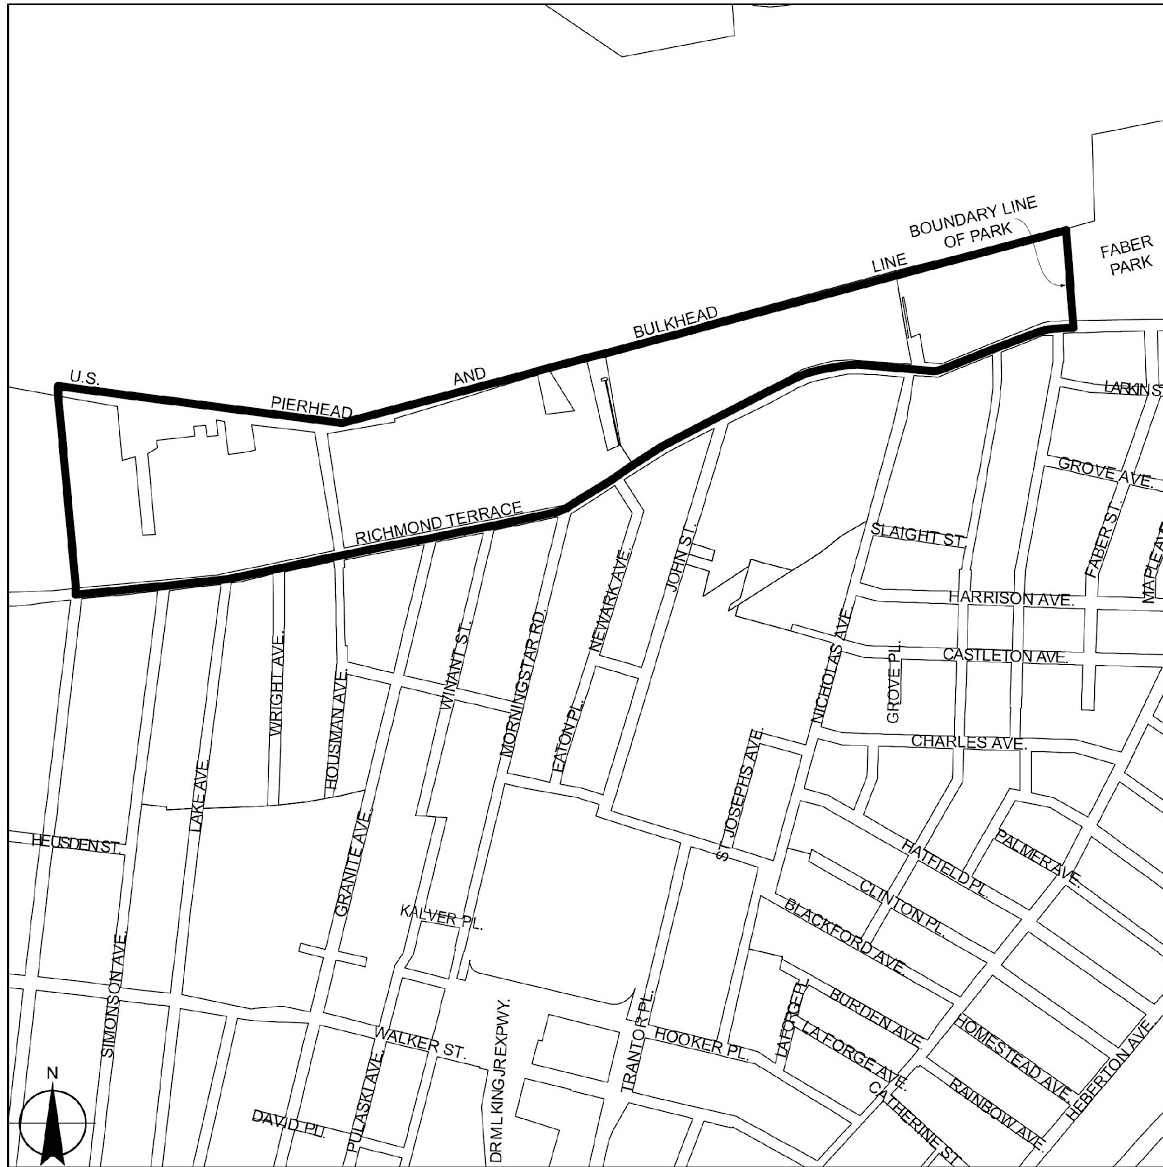 BOUNDARY LINE
OF PARK
FABER
PARK
LINE
BULKHEAD
AND
U.S.
PIERHEAD
RICHMOND TERRACE
LARKIN S
GROVE AVE.
FABER ST.
MAPLE AVE
SLAIGHT ST
HARRISON AVE.
CASTLETON AVE.
GROVE PL.
NICHOLAS AVE.
CHARLES AVE.
JOHN ST.
NEWARK AVE.
MORNINGSTAR RD.
EATON PL.
WINANT ST.
WRIGHT AVE.
HOUSMAN AVE.
LAKE AVE.
GRANITE AVE.
HEUSDEN ST.
ST JOSEPHS AVE.
HATFIELD PL.
PALMER AVE.
CLINTON PL.
BLACKFORD AVE.
KALVER PL.
SIMONSON AVE.
WALKER ST.
PULASKI AVE.
DAVID PL.
DR M L KING JR EXPWY.
TRANTOR PL.
HOOKER PL.
LA FORGE PL
BURDEN AVE.
LA FORGE AVE.
HOMESTEAD AVE.
RAINBOW AVE.
CATHERINE ST.
HEBERTON AVE.
N